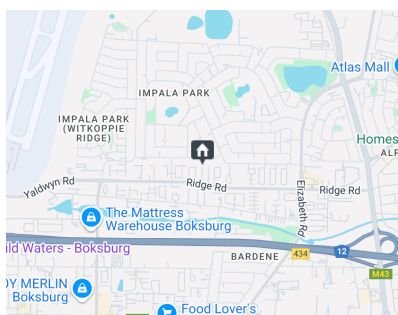 Atlas Mall
IMPALA PARK
IMPALA PARK
(WITKOPPIE
RIDGE)
Homes
ALP
Yaldwyn Rd
Ridge Rd
Elizabeth Rd
Ridge Rd
The Mattress
Warehouse Boksburg
ild Waters - Boksburg
BARDENE
434
12
M43
OY MERLIN
Boksburg
Food Lover's